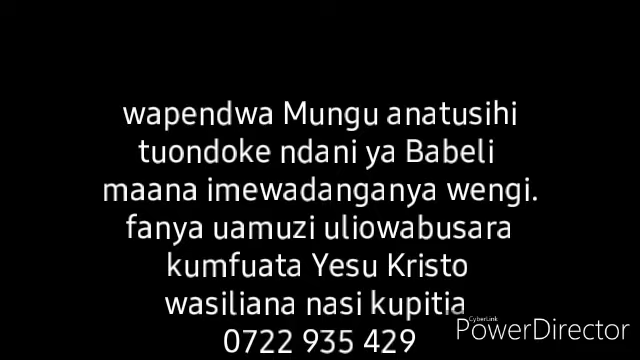 wapendwa Mungu anatusihi
tuondoke ndani ya Babeli
maana imewadanganya wengi.
fanya uamuzi uliowabusara
kumfuata Yesu Kristo
wasiliana nasi kupitia
0722 935 429
CyberLink
PowerDirector